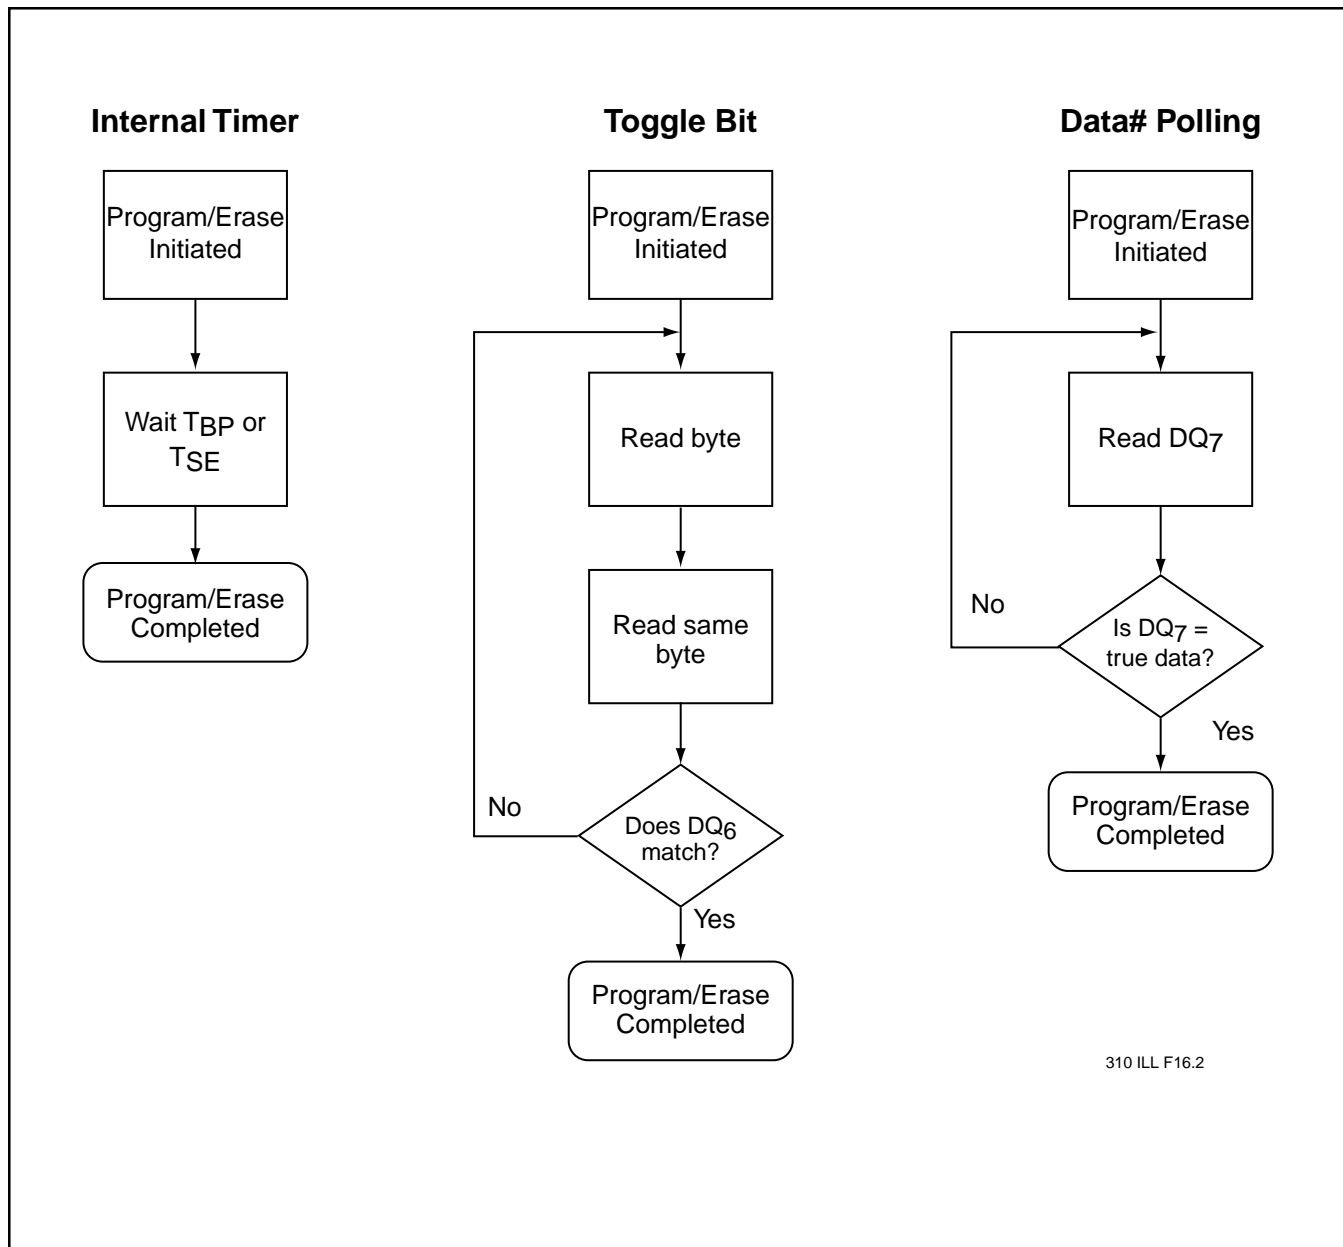 Internal Timer
Program/Erase
Initiated
Wait TBP or
TSE
Program/Erase
Completed
Toggle Bit
Program/Erase
Initiated
Read byte
Read same
byte
No
Does DQ6
match?
Yes
Program/Erase
Completed
Data# Polling
Program/Erase
Initiated
Read DQ7
No
Is DQ7 =
true data?
Yes
Program/Erase
Completed
310 ILL F16.2